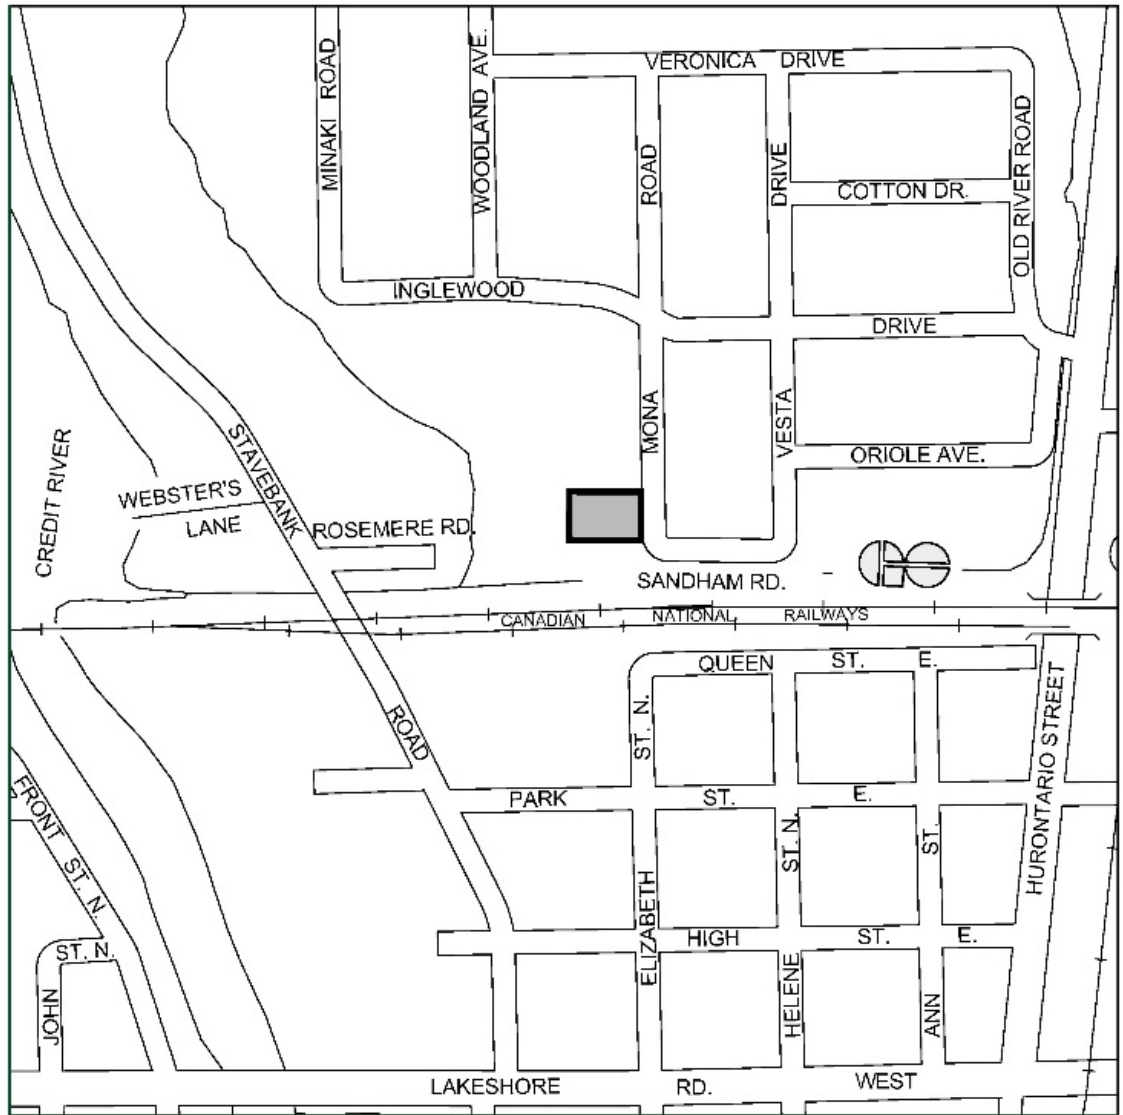 VERONICA DRIVE
MINAKI ROAD
WOODLAND AVE.
ROAD
DRIVE
COTTON DR.
OLD RIVER ROAD
INGLEWOOD
DRIVE
MONA
VESTA
ORIOLE AVE.
STAVEBANK
CREDIT RIVER
WEBSTER'S
LANE
ROSEMERE RD.
SANDHAM RD.
CANADIAN NATIONAL RAILWAYS
QUEEN ST. E.
ST. N.
HURONTARIO STREET
ROAD
PARK ST. E.
FRONT ST. N.
ST. N.
ST.
ELIZABETH
HIGH ST. E.
ST. N.
JOHN
HELENE
ANN
LAKESHORE RD. WEST